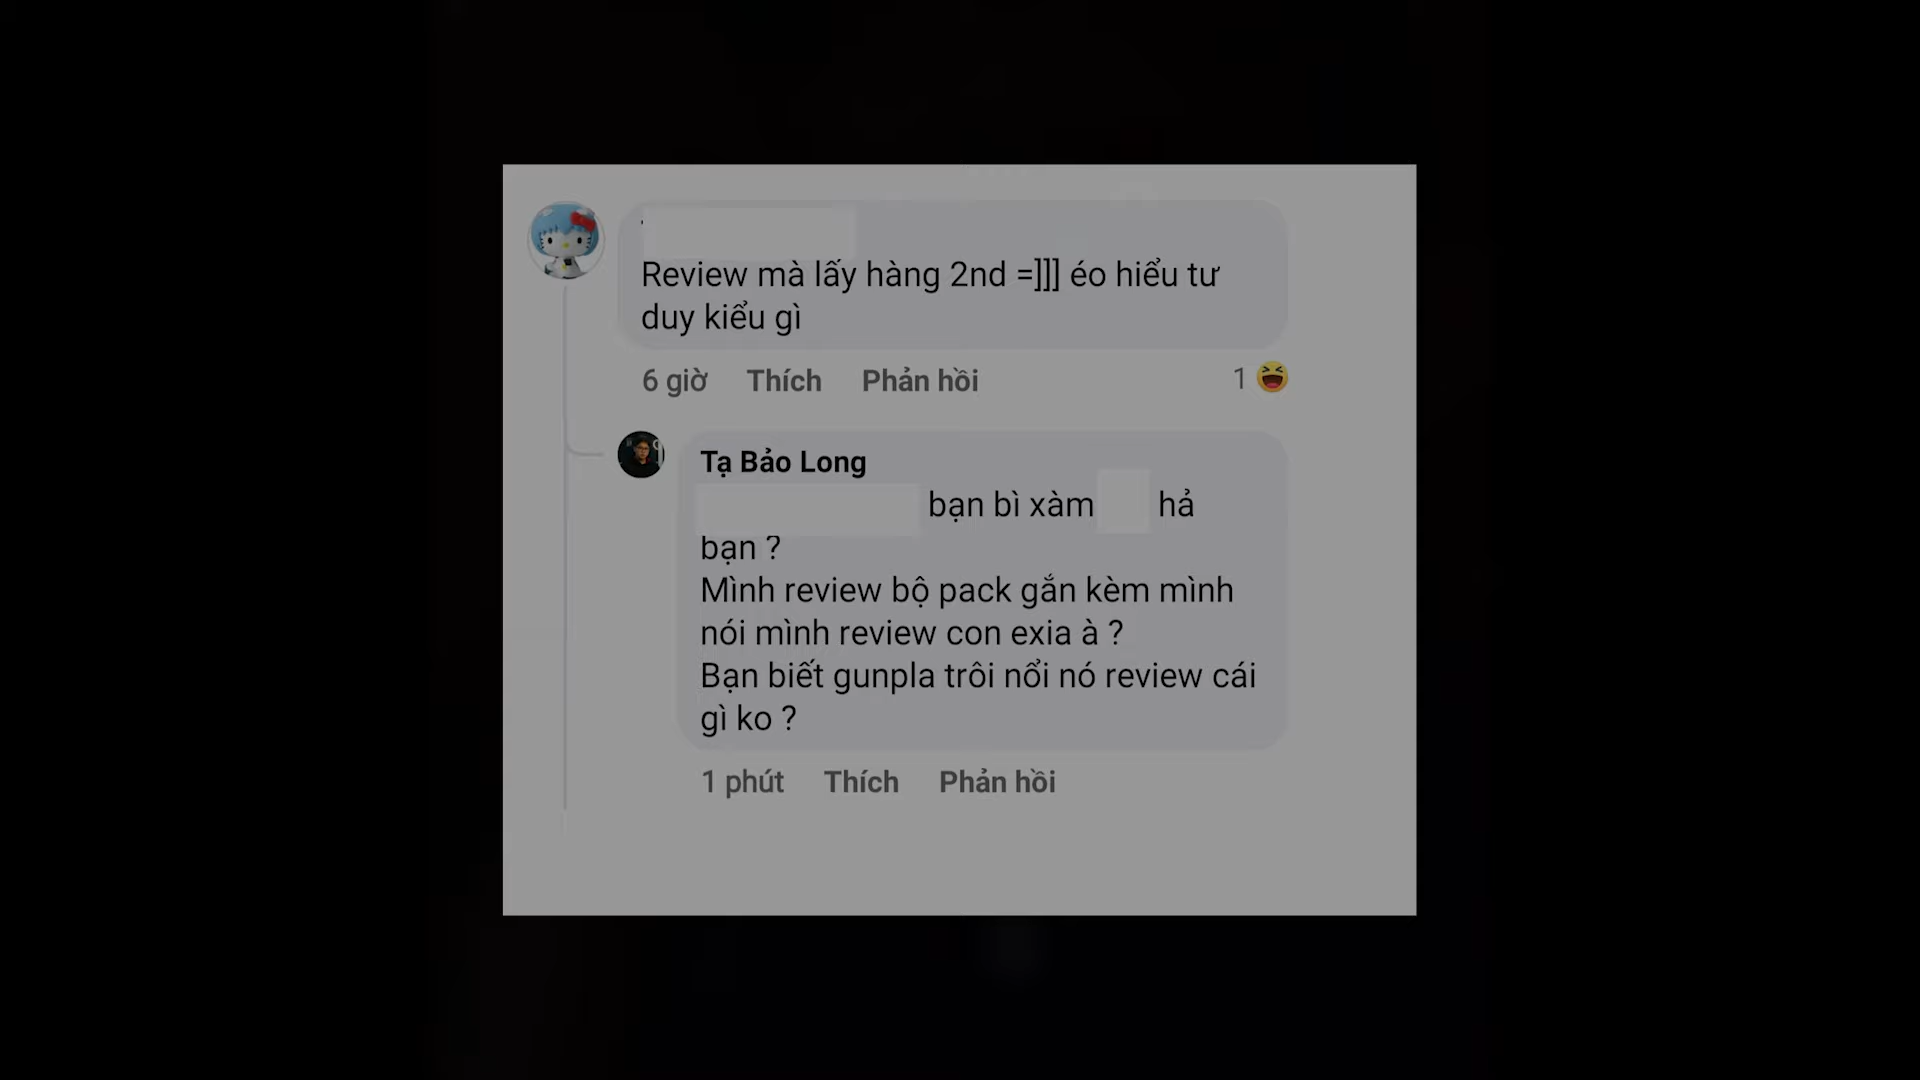 Review mà lấy hàng 2nd =]]] éo hiểu tư
duy kiểu gì
6 giờ Thích Phản hồi 1
Tạ Bảo Long
bạn bì xàm hả
bạn ?
Mình review bộ pack gắn kèm mình
nói mình review con exia à ?
Bạn biết gunpla trôi nổi nó review cái
gì ko ?
1 phút Thích Phản hồi